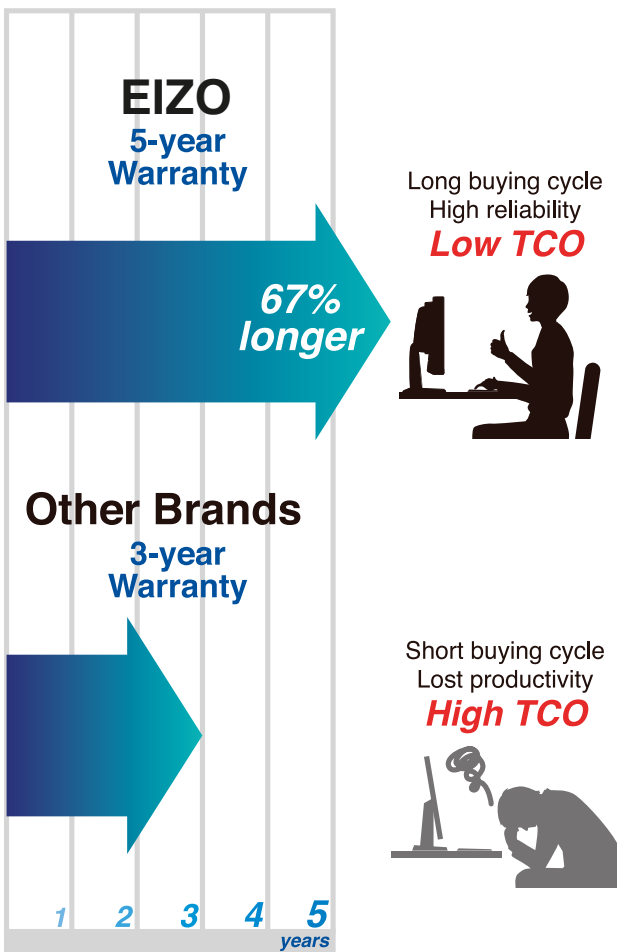 EIZO
5-year
Warranty
67%
longer
Long buying cycle
High reliability
Low TCO
Other Brands
3-year
Warranty
Short buying cycle
Lost productivity
High TCO
1 2 3 4 5
years